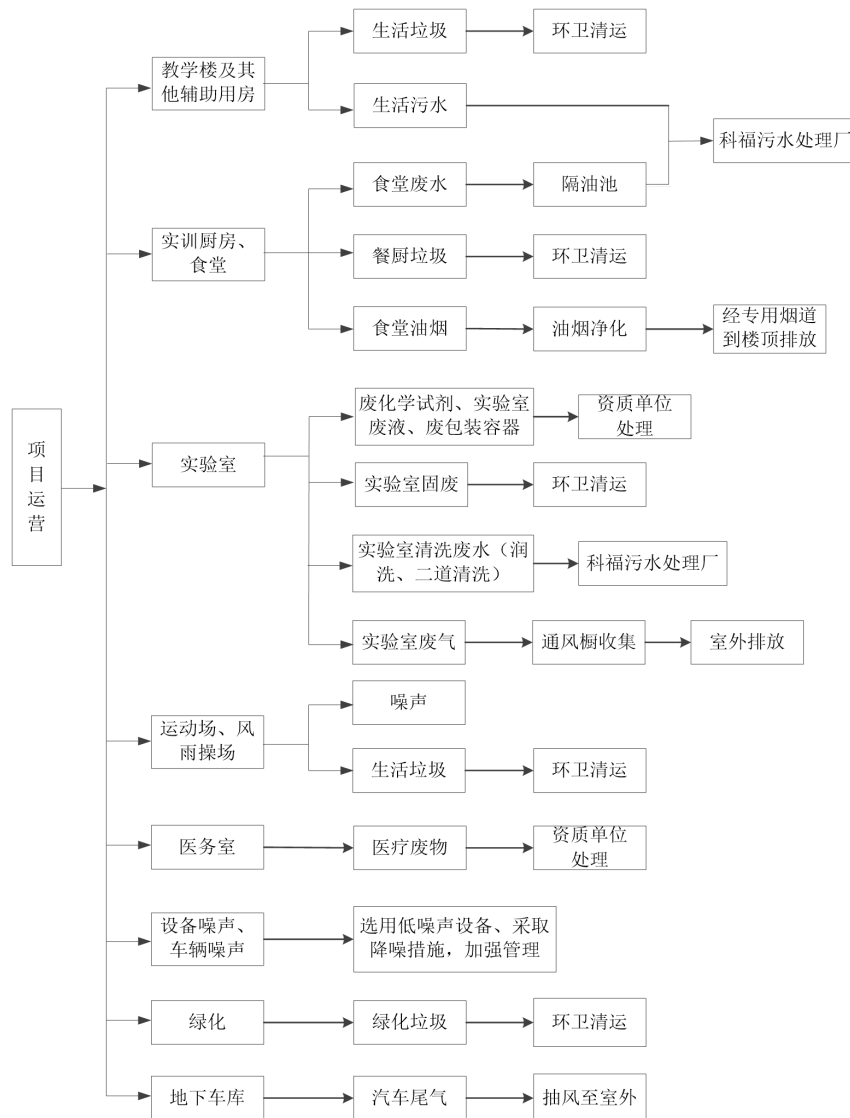 生活垃圾
环卫清运
教学楼及其
他辅助用房
生活污水
科福污水处理厂
食堂废水
隔油池
实训厨房、
食堂
餐厨垃圾
环卫清运
食堂油烟
油烟净化
经专用烟道
到楼顶排放
项
目
运
营
废化学试剂、实验室
废液、废包装容器
资质单位
处理
实验室
实验室固废
环卫清运
实验室清洗废水（润
洗、二道清洗）
科福污水处理厂
实验室废气
通风橱收集
室外排放
噪声
运动场、风
雨操场
生活垃圾
环卫清运
医务室
医疗废物
资质单位
处理
设备噪声、
车辆噪声
选用低噪声设备、采取
降噪措施，加强管理
绿化
绿化垃圾
环卫清运
地下车库
汽车尾气
抽风至室外